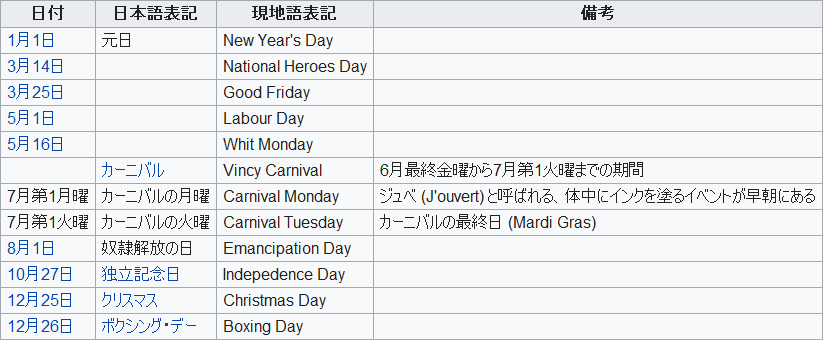 日付 日本語表記 現地語表記 備考
1月1日 元日 New Year's Day
3月14日 National Heroes Day
3月25日 Good Friday
5月1日 Labour Day
5月16日 Whit Monday
カーニバル Vincy Carnival 6月最終金曜から7月第1火曜までの期間
7月第1月曜 カーニバルの月曜 Carnival Monday ジュベ (J'ouvert) と呼ばれる、体中にインクを塗るイベントが早朝にある
7月第1火曜 カーニバルの火曜 Carnival Tuesday カーニバルの最終日 (Mardi Gras)
8月1日 奴隷解放の日 Emancipation Day
10月27日 独立記念日 Indepedence Day
12月25日 クリスマス Christmas Day
12月26日 ボクシング・デー Boxing Day